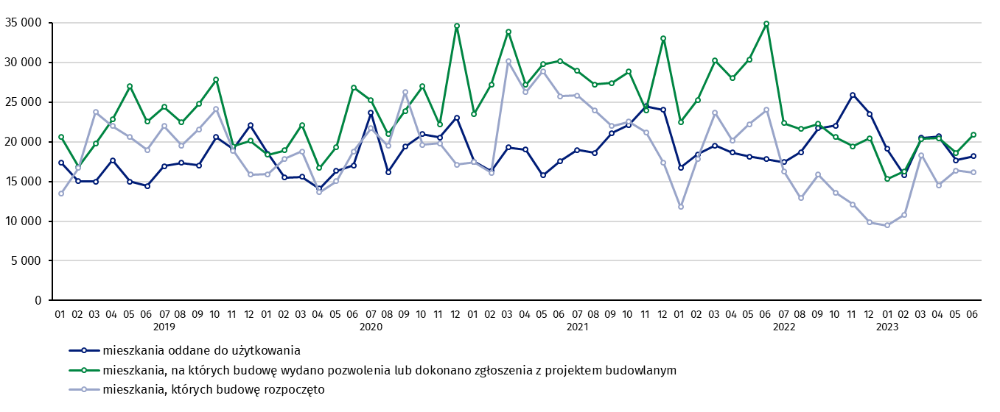 35 000
30 000
25 000
20 000
15 000
10 000
5 000
0
01 02 03 04 05 06 07 08 09 10 11 12 01 02 03 04 05 06 07 08 09 10 11 12 01 02 03 04 05 06 07 08 09 10 11 12 01 02 03 04 05 06 07 08 09 10 11 12 01 02 03 04 05 06
2019 2020 2021 2022 2023
mieszkania oddane do użytkowania
mieszkania, na których budowę wydano pozwolenia lub dokonano zgłoszenia z projektem budowlanym
mieszkania, których budowę rozpoczęto